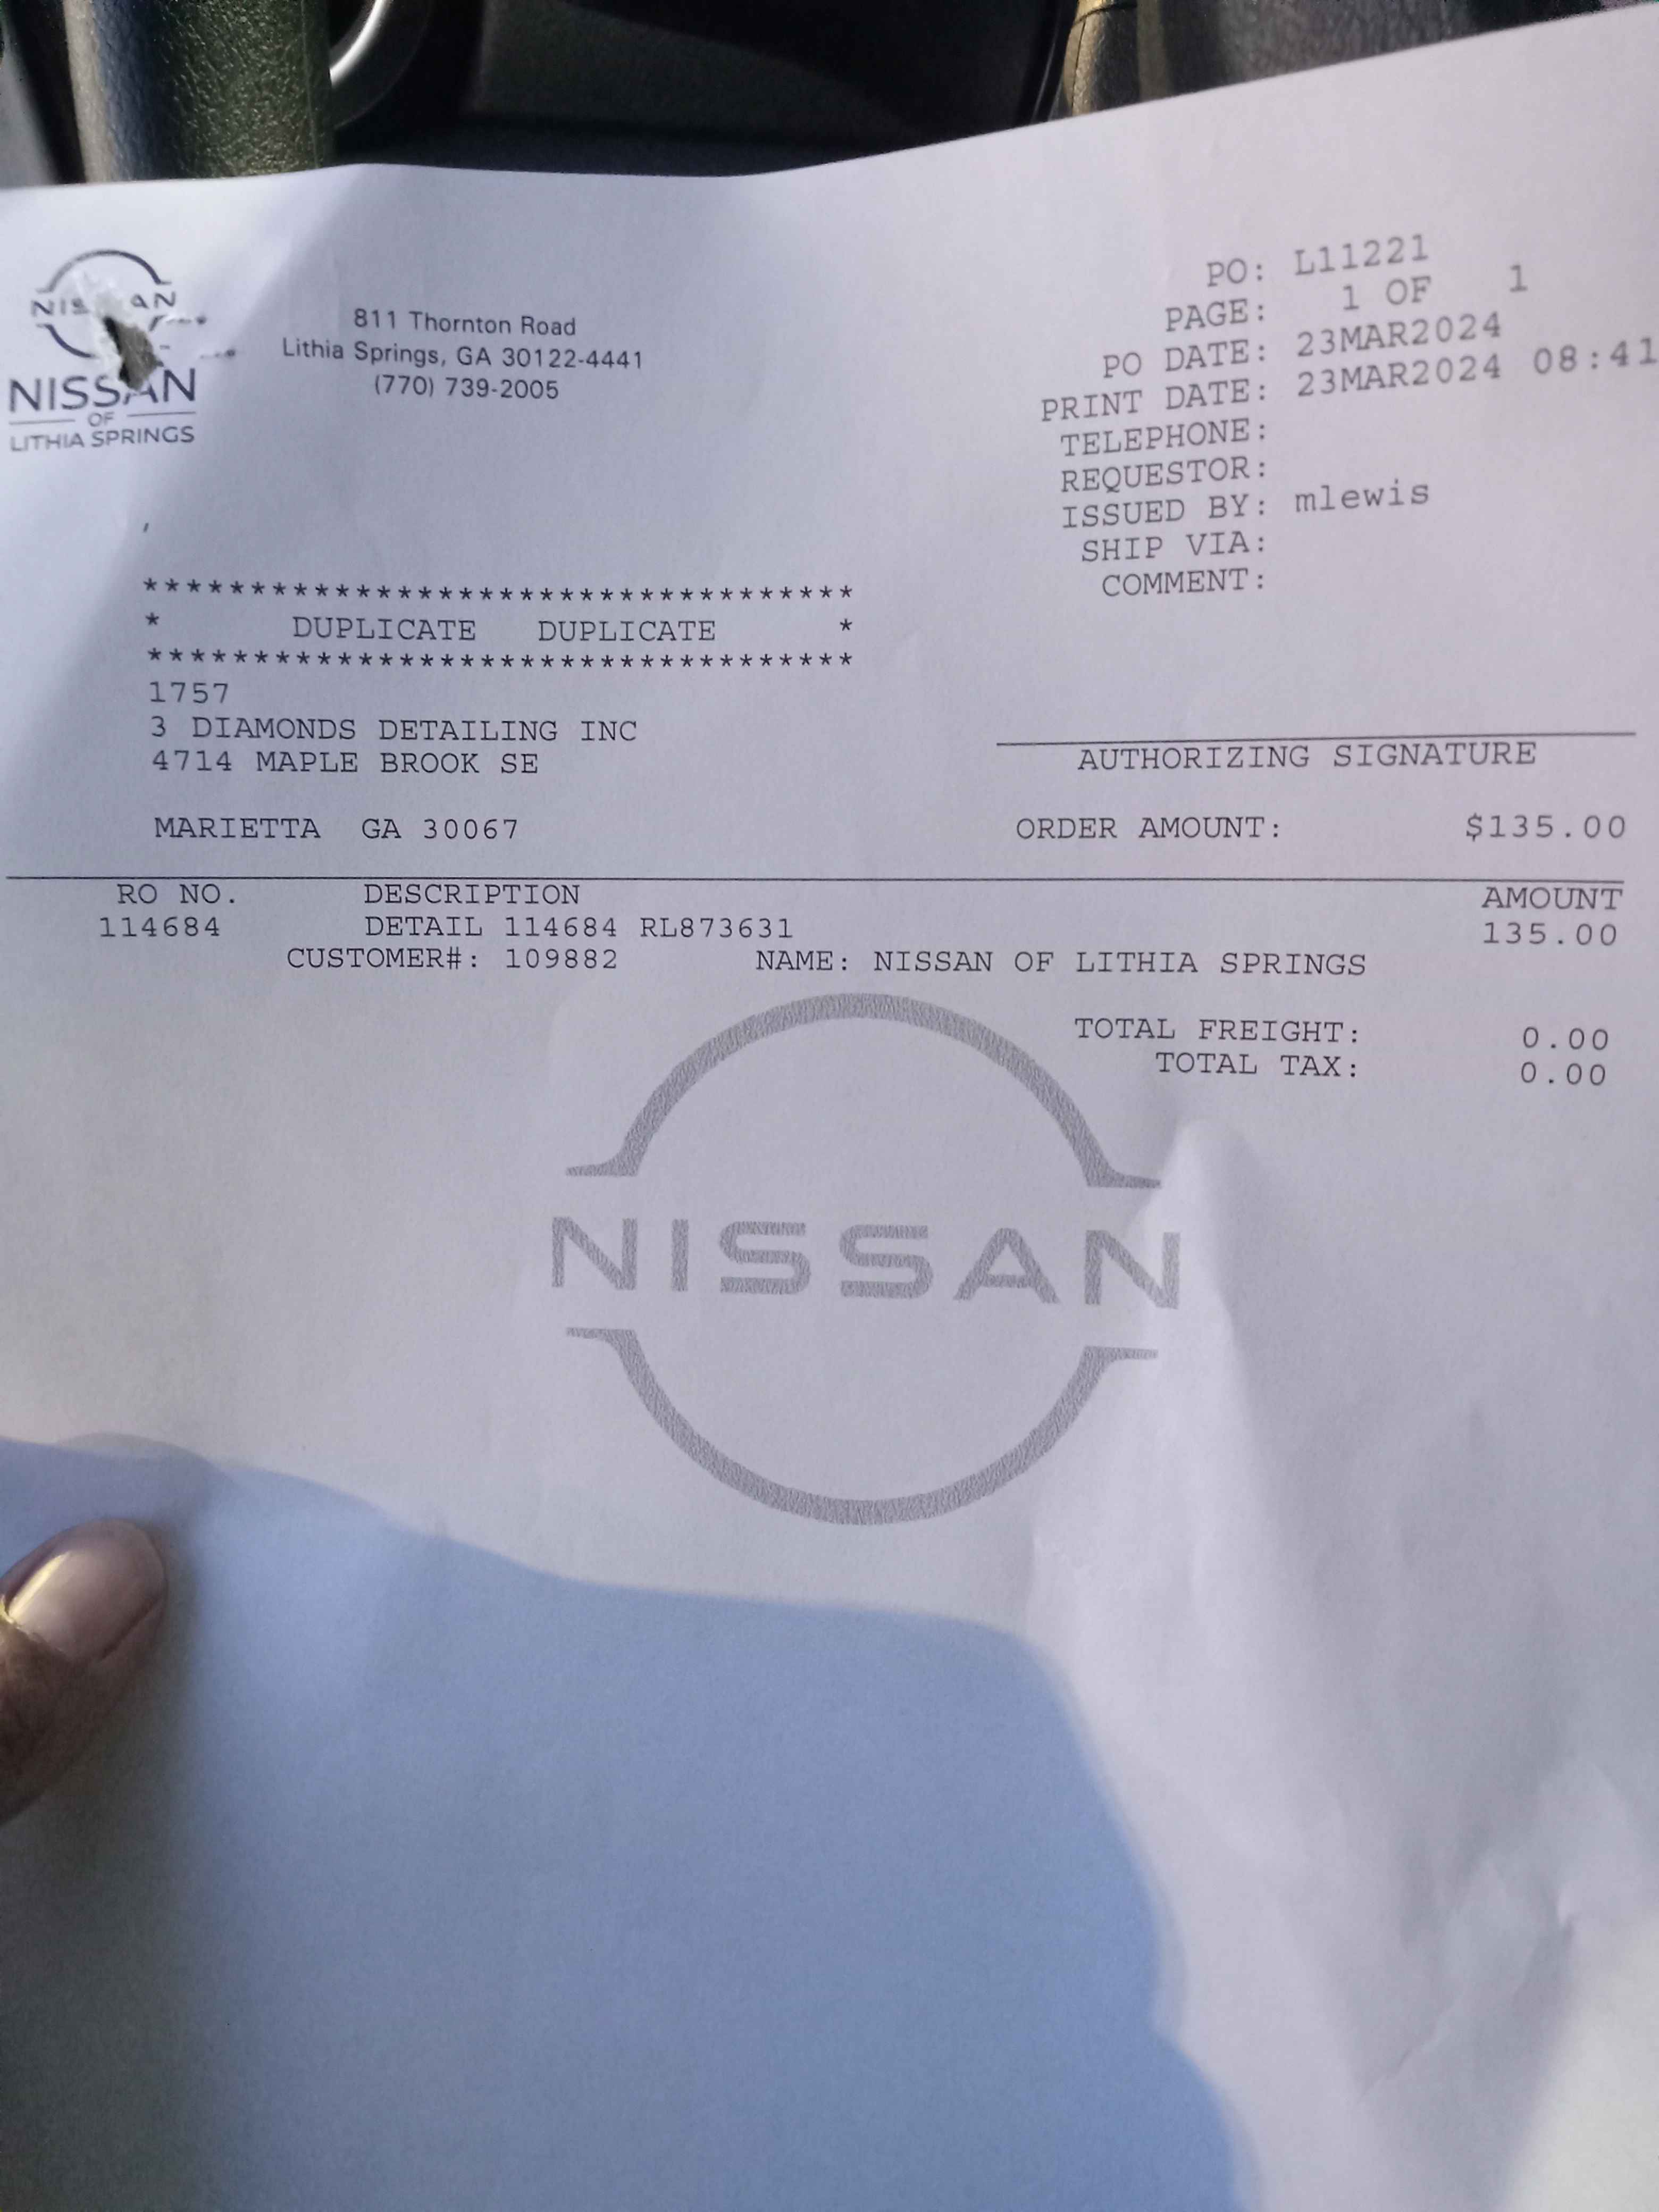 NISSAN
NISSAN
OF
LITHIA SPRINGS
811 Thornton Road
Lithia Springs, GA 30122-4441
(770) 739-2005
PO: L11221
PAGE: 1 OF 1
PO DATE: 23MAR2024
PRINT DATE: 23MAR2024 08:41
TELEPHONE:
REQUESTOR:
ISSUED BY: mlewis
SHIP VIA:
COMMENT:
**********************************
* DUPLICATE DUPLICATE *
**********************************
1757
3 DIAMONDS DETAILING INC
4714 MAPLE BROOK SE
MARIETTA GA 30067
AUTHORIZING SIGNATURE
ORDER AMOUNT: $135.00
RO NO. DESCRIPTION AMOUNT
114684 DETAIL 114684 RL873631 135.00
CUSTOMER#: 109882 NAME: NISSAN OF LITHIA SPRINGS
TOTAL FREIGHT: 0.00
TOTAL TAX: 0.00
NISSAN